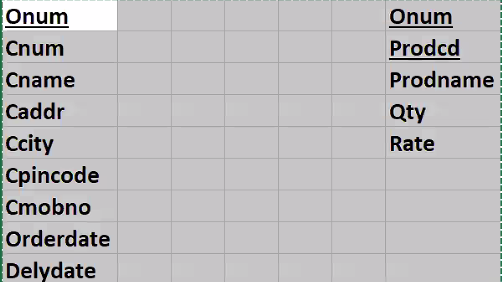 Onum Onum
Cnum Prodcd
Cname Prodname
Caddr Qty
Ccity Rate
Cpincode
Cmobno
Orderdate
Delydate